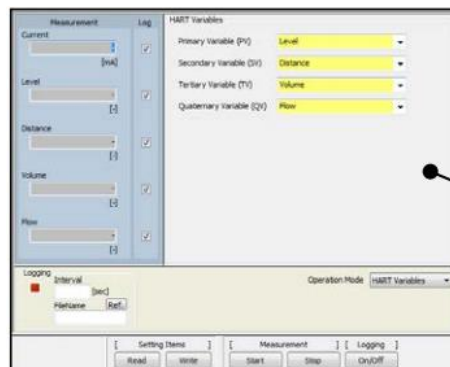 Measurement Log
Current
[mA]
Level
[-]
Distance
[-]
Volume
[-]
Flow
[-]
HART Variables
Primary Variable (PV) Level
Secondary Variable (SV) Distance
Tertiary Variable (TV) Volume
Quaternary Variable (QV) Flow
Logging
Interval
[sec]
FileName Ref.
Operation Mode HART Variables
[ Setting Items ] [ Measurement ] [ Logging ]
Read Write Start Stop On/Off